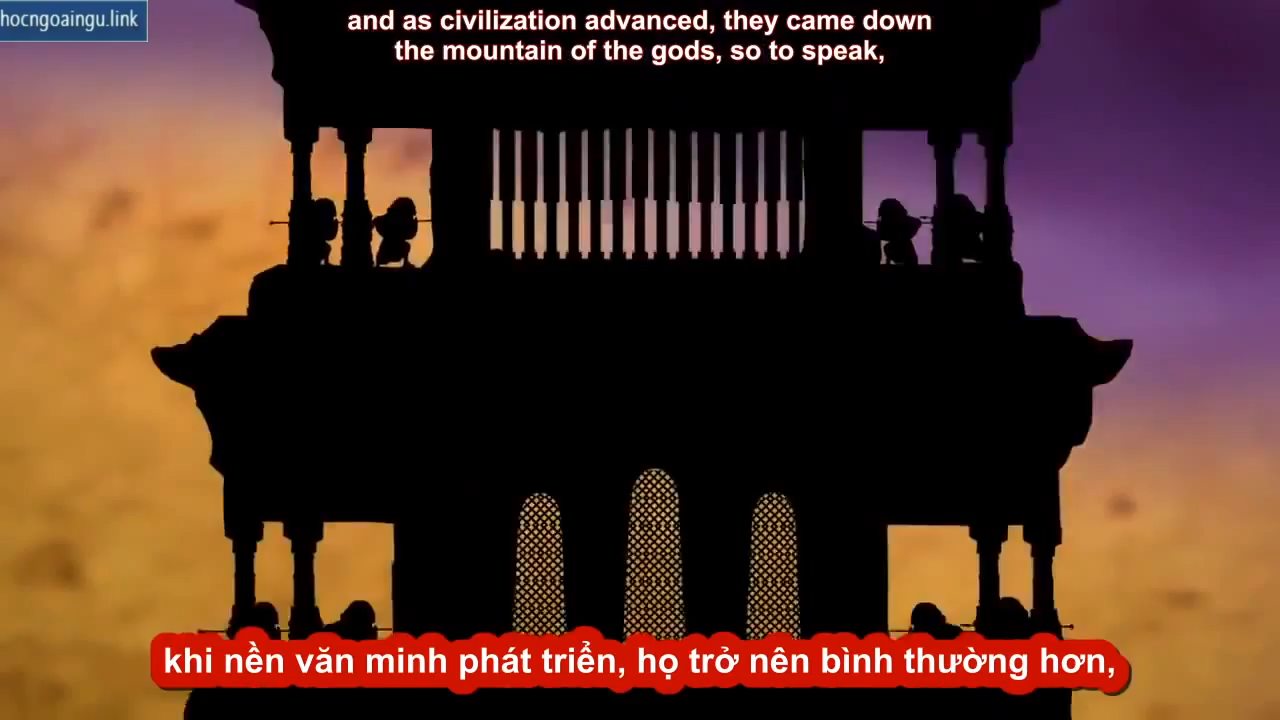 hocngoaingu.link
and as civilization advanced, they came down
the mountain of the gods, so to speak,
khi nền văn minh phát triển, họ trở nên bình thường hơn,